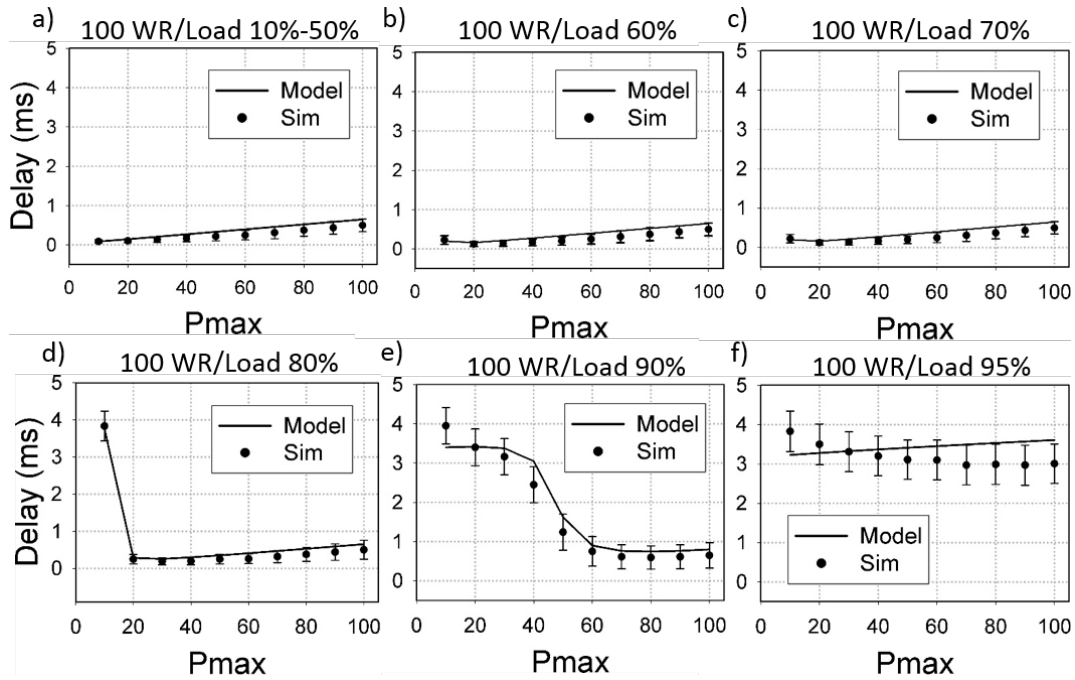 a) 100 WR/Load 10%-50%
b) 100 WR/Load 60%
c) 100 WR/Load 70%
5
4
3
2
1
0
Delay (ms)
Model
Sim
0 20 40 60 80 100
Pmax
5
4
3
2
1
0
Model
Sim
0 20 40 60 80 100
Pmax
5
4
3
2
1
0
Model
Sim
0 20 40 60 80 100
Pmax
d) 100 WR/Load 80%
e) 100 WR/Load 90%
f) 100 WR/Load 95%
5
4
3
2
1
0
Delay (ms)
Model
Sim
0 20 40 60 80 100
Pmax
5
4
3
2
1
0
Model
Sim
0 20 40 60 80 100
Pmax
5
4
3
2
1
0
Model
Sim
0 20 40 60 80 100
Pmax